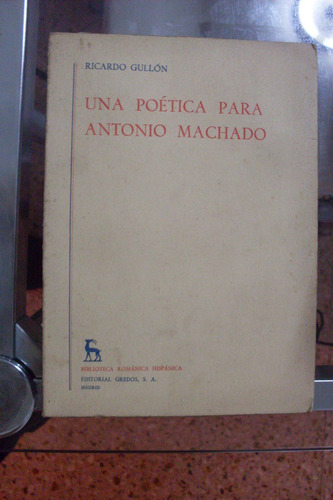 RICARDO GULLÓN
UNA POÉTICA PARA
ANTONIO MACHADO
BIBLIOTECA ROMÁNICA HISPÁNICA
EDITORIAL GREDOS, S. A.
MADRID